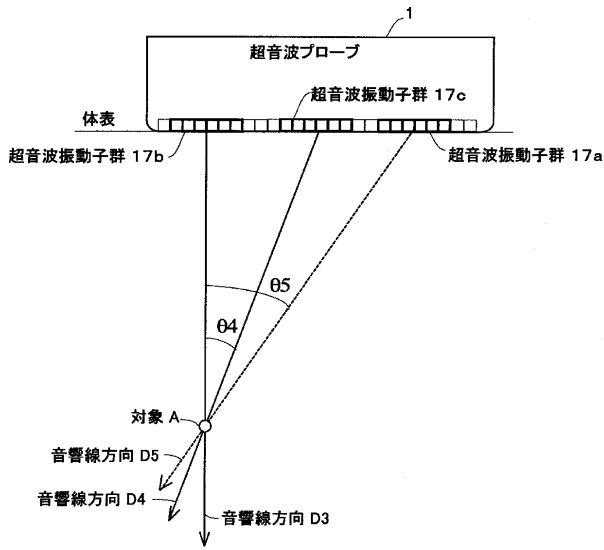 1
超音波プローブ
超音波振動子群 17c
体表
超音波振動子群 17b
超音波振動子群 17a
θ5
θ4
対象 A
音響線方向 D5
音響線方向 D4
音響線方向 D3